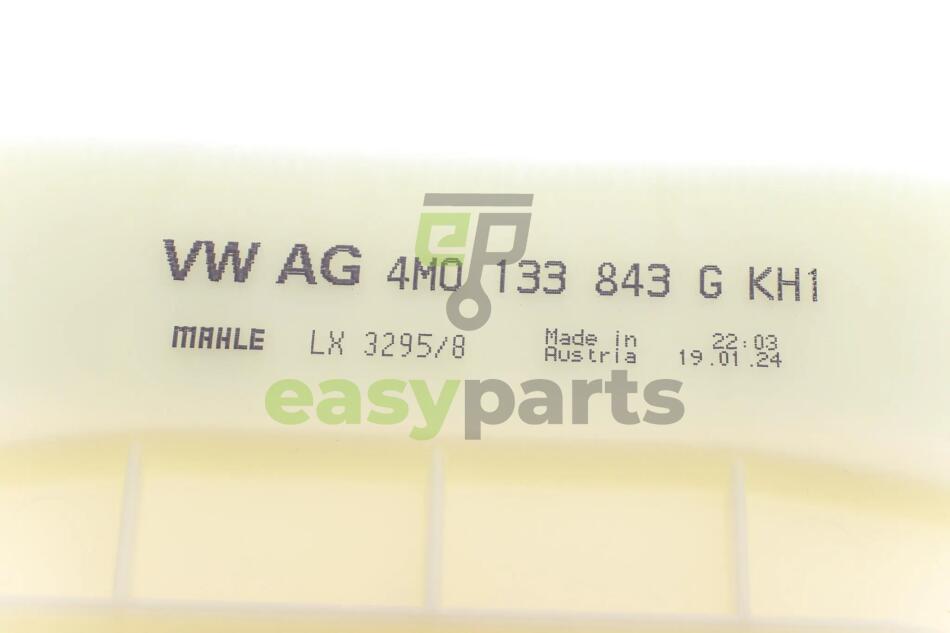 VW AG 4M0 133 843 G KH1
MAHLE LX 3295/8 Made in Austria 22:03 19.01.24
easyparts